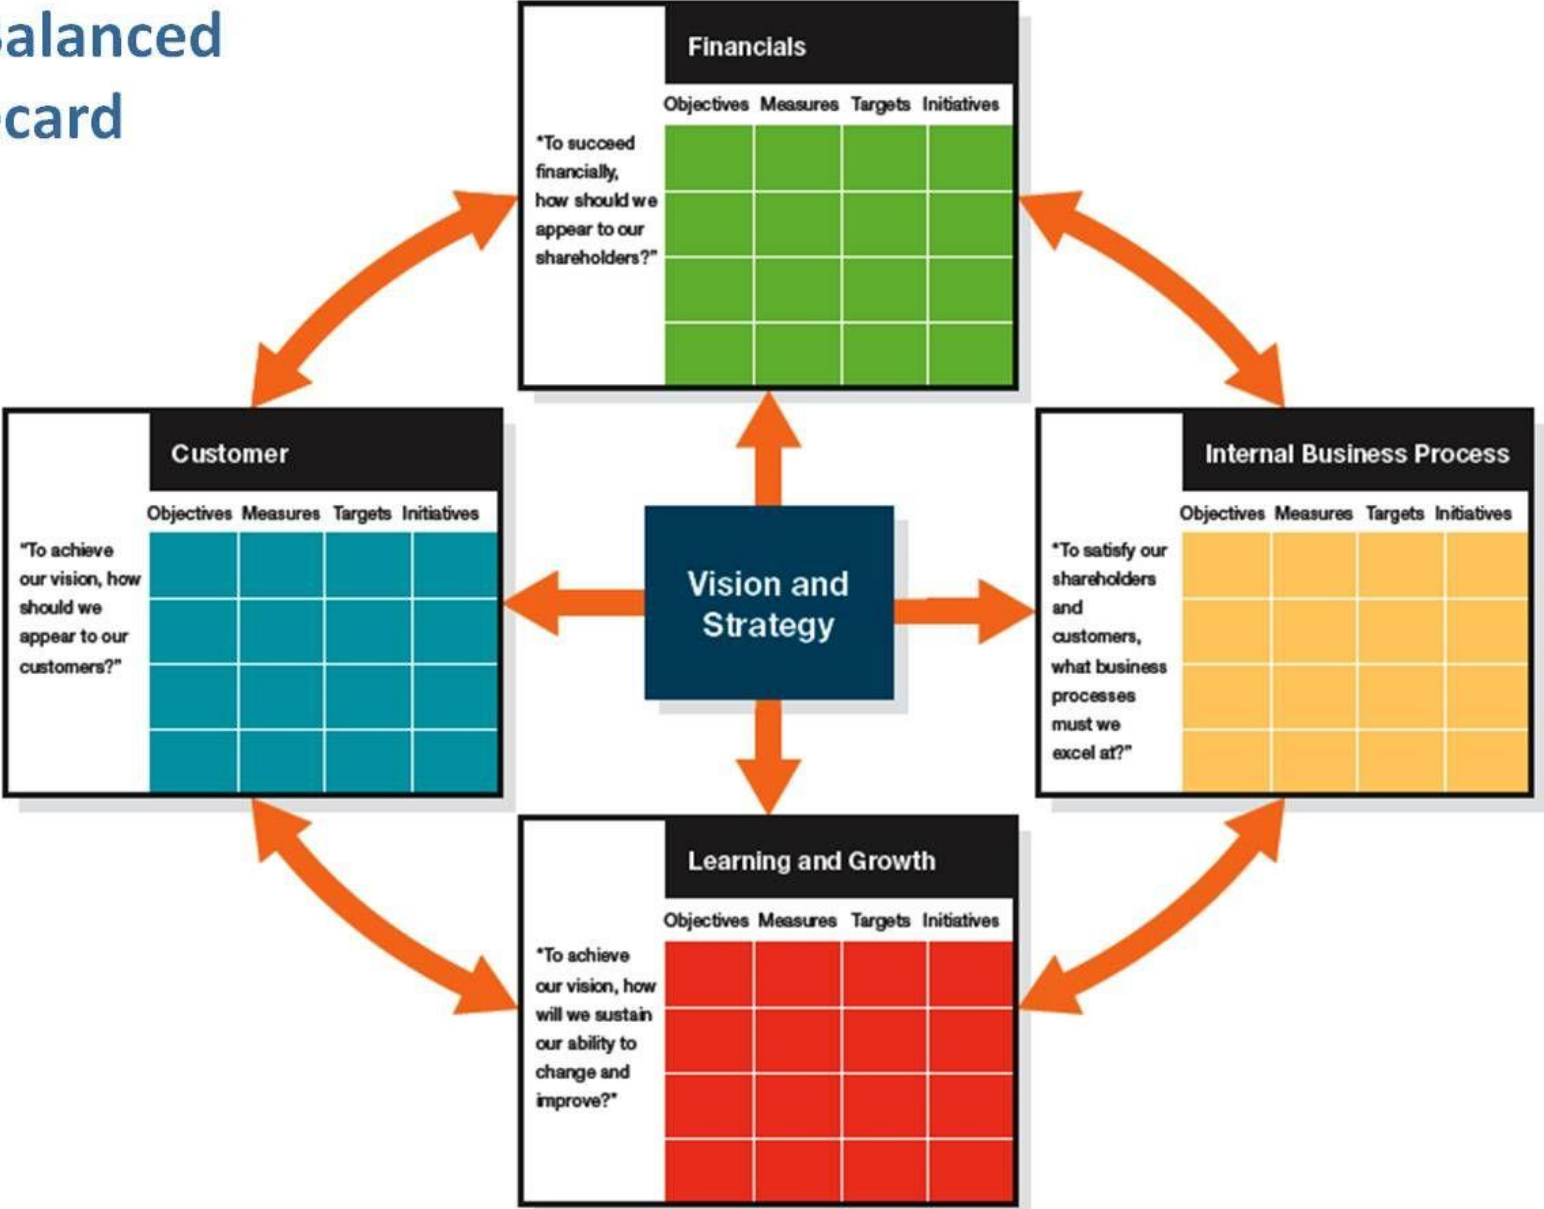 alanced
card
Financials
Objectives Measures Targets Initiatives
"To succeed
financially,
how should we
appear to our
shareholders?"
Customer
Objectives Measures Targets Initiatives
"To achieve
our vision, how
should we
appear to our
customers?"
Vision and
Strategy
Internal Business Process
Objectives Measures Targets Initiatives
"To satisfy our
shareholders
and
customers,
what business
processes
must we
excel at?"
Learning and Growth
Objectives Measures Targets Initiatives
"To achieve
our vision, how
will we sustain
our ability to
change and
improve?"